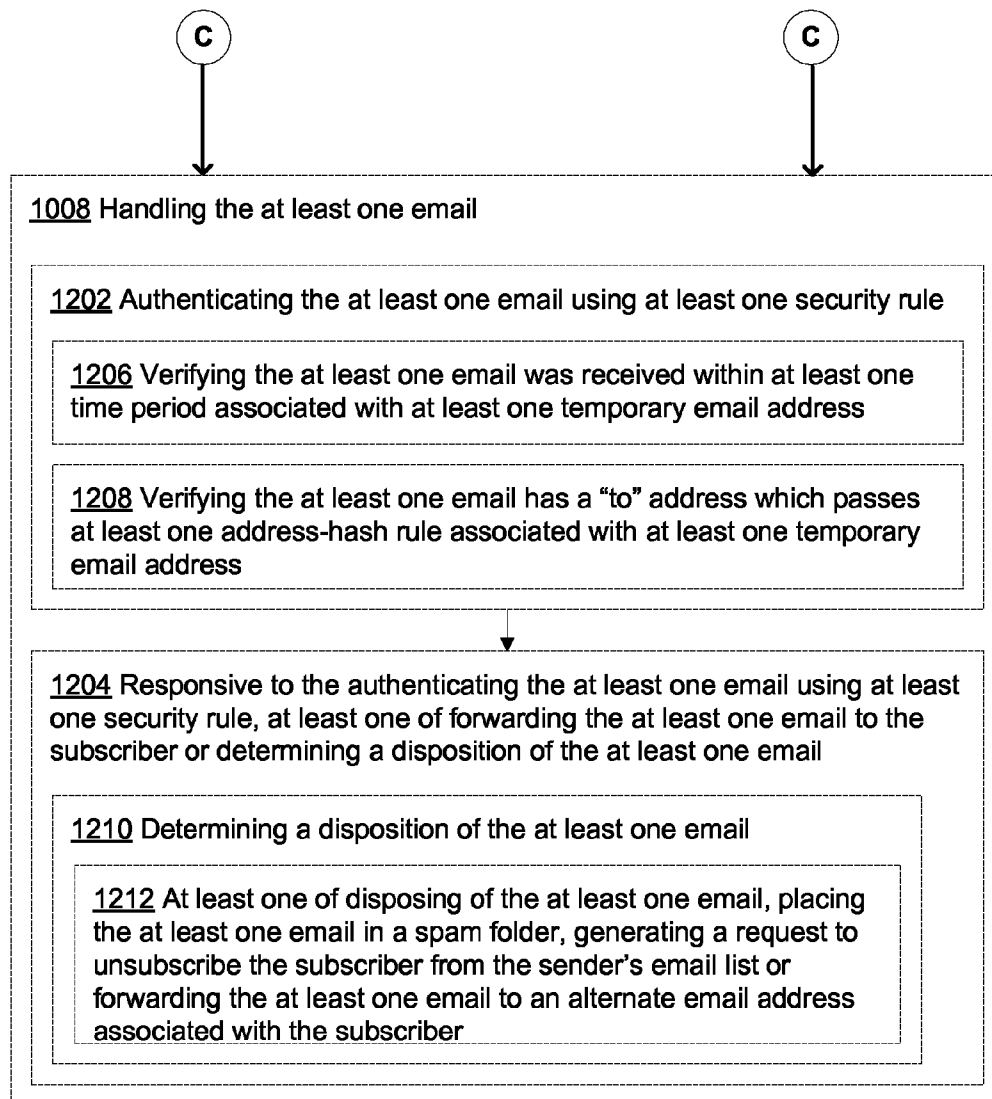 C C
1008 Handling the at least one email
1202 Authenticating the at least one email using at least one security rule
1206 Verifying the at least one email was received within at least one
time period associated with at least one temporary email address
1208 Verifying the at least one email has a “to” address which passes
at least one address-hash rule associated with at least one temporary
email address
1204 Responsive to the authenticating the at least one email using at least
one security rule, at least one of forwarding the at least one email to the
subscriber or determining a disposition of the at least one email
1210 Determining a disposition of the at least one email
1212 At least one of disposing of the at least one email, placing
the at least one email in a spam folder, generating a request to
unsubscribe the subscriber from the sender’s email list or
forwarding the at least one email to an alternate email address
associated with the subscriber